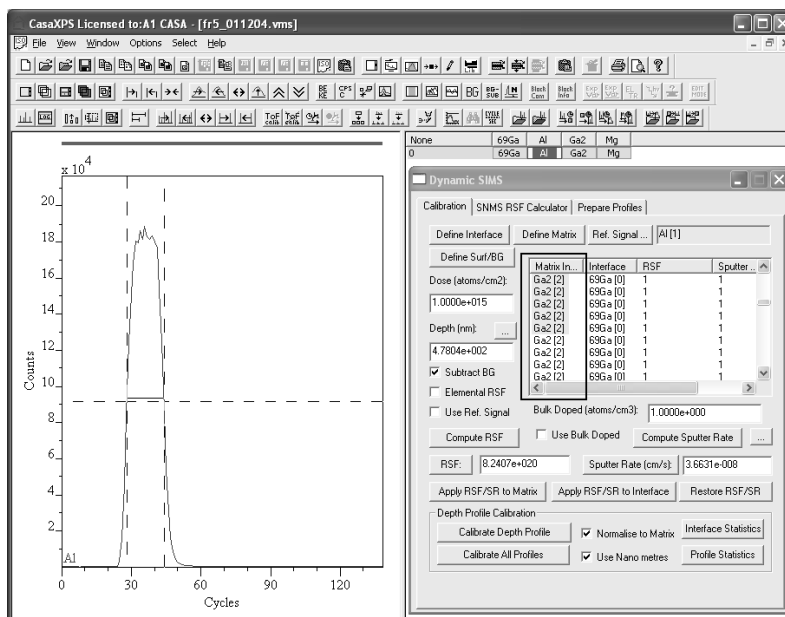 CasaXPS Licensed to:A1 CASA - [fr5_011204.vms]
File View Window Options Select Help
None 69Ga Al Ga2 Mg
0 69Ga Al Ga2 Mg
x 10^4
Counts
18
16
14
12
10
8
6
4
2
Al
0 30 60 90 120
Cycles
Dynamic SIMS
Calibration SNMS RSF Calculator Prepare Profiles
Define Interface Define Matrix Ref. Signal ... Al [1]
Define Surf/BG
Matrix In... Interface RSF Sputter ..
Ga2 [2] 69Ga [0] 1 1
Ga2 [2] 69Ga [0] 1 1
Ga2 [2] 69Ga [0] 1 1
Ga2 [2] 69Ga [0] 1 1
Ga2 [2] 69Ga [0] 1 1
Ga2 [2] 69Ga [0] 1 1
Ga2 [2] 69Ga [0] 1 1
Ga2 [2] 69Ga [0] 1 1
Ga2 [2] 69Ga [0] 1 1
Dose (atoms/cm2):
1.0000e+015
Depth (nm): ...
4.7804e+002
Subtract BG
Elemental RSF
Use Ref. Signal
Bulk Doped (atoms/cm3): 1.0000e+000
Compute RSF Use Bulk Doped Compute Sputter Rate ...
RSF: 8.2407e+020 Sputter Rate (cm/s): 3.6631e-008
Apply RSF/SR to Matrix Apply RSF/SR to Interface Restore RSF/SR
Depth Profile Calibration
Calibrate Depth Profile Normalise to Matrix Interface Statistics
Calibrate All Profiles Use Nano metres Profile Statistics